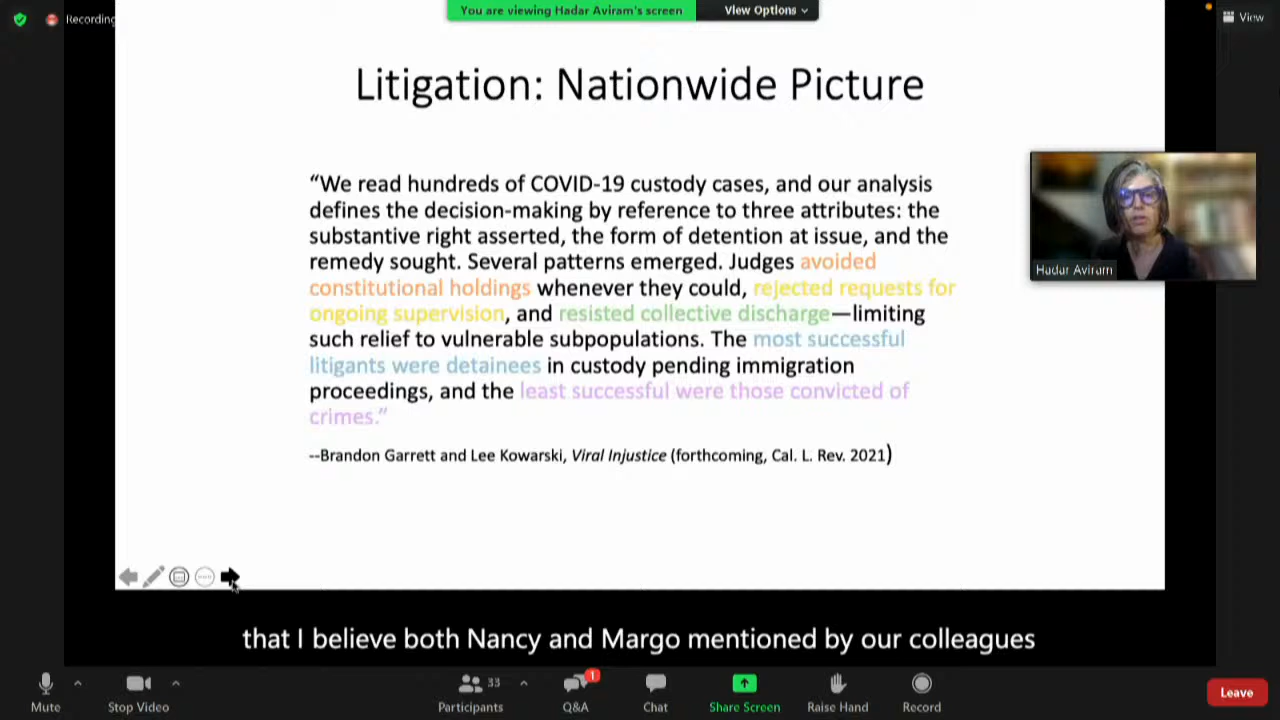 Recording
You are viewing Hadar Aviram's screen
View Options
View
Litigation: Nationwide Picture
“We read hundreds of COVID-19 custody cases, and our analysis
defines the decision-making by reference to three attributes: the
substantive right asserted, the form of detention at issue, and the
remedy sought. Several patterns emerged. Judges avoided
constitutional holdings whenever they could, rejected requests for
ongoing supervision, and resisted collective discharge—limiting
such relief to vulnerable subpopulations. The most successful
litigants were detainees in custody pending immigration
proceedings, and the least successful were those convicted of
crimes.”
--Brandon Garrett and Lee Kowarski, Viral Injustice (forthcoming, Cal. L. Rev. 2021)
Hadar Aviram
that I believe both Nancy and Margo mentioned by our colleagues
33
1
Mute
Stop Video
Participants
Q&A
Chat
Share Screen
Raise Hand
Record
Leave